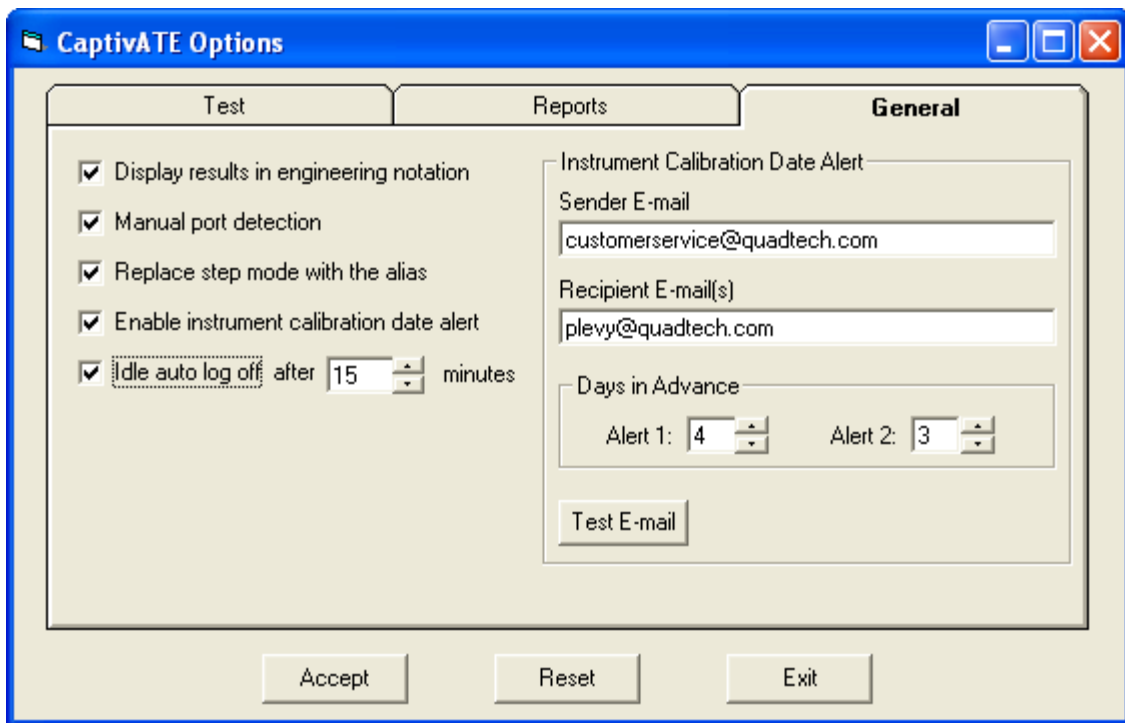 CaptivATE Options
Test
Reports
General
Display results in engineering notation
Manual port detection
Replace step mode with the alias
Enable instrument calibration date alert
Idle auto log off after 15 minutes
Instrument Calibration Date Alert
Sender E-mail
customerservice@quadtech.com
Recipient E-mail(s)
plevy@quadtech.com
Days in Advance
Alert 1: 4
Alert 2: 3
Test E-mail
Accept
Reset
Exit